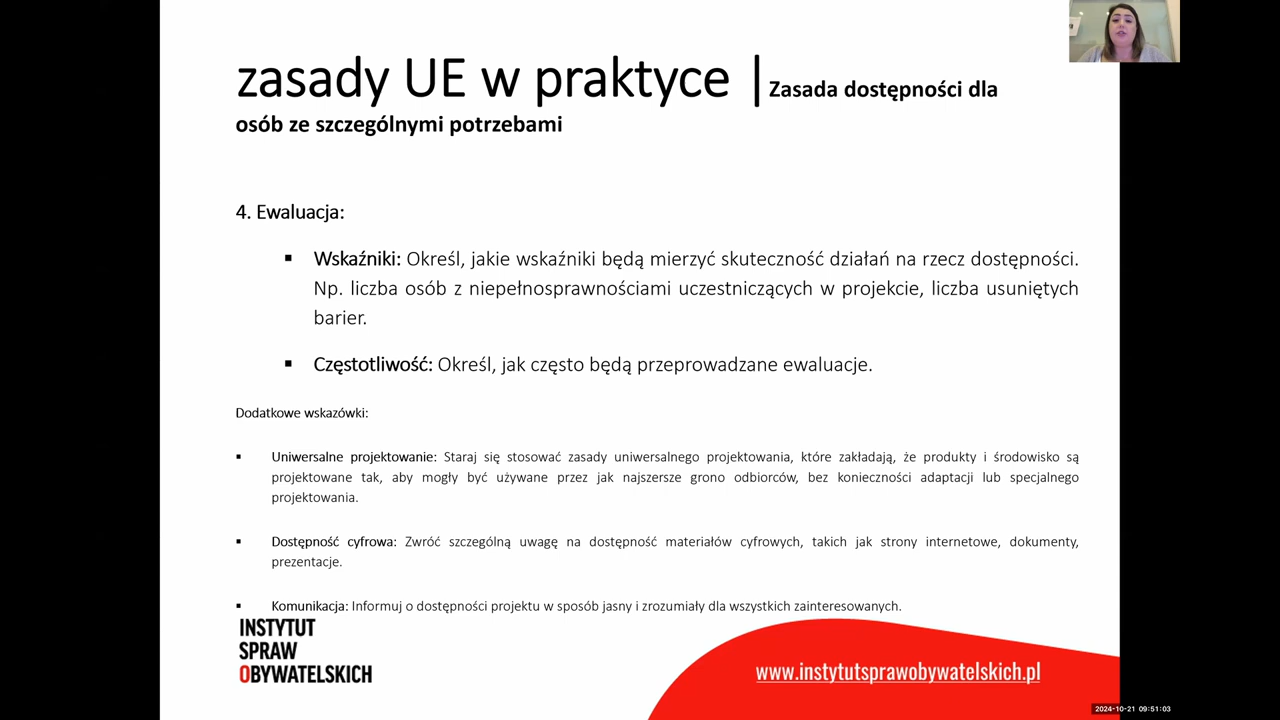 zasady UE w praktyce | Zasada dostępności dla
osób ze szczególnymi potrzebami
4. Ewaluacja:
▪ Wskaźniki: Określ, jakie wskaźniki będą mierzyć skuteczność działań na rzecz dostępności.
Np. liczba osób z niepełnosprawnościami uczestniczących w projekcie, liczba usuniętych
barier.
▪ Częstotliwość: Określ, jak często będą przeprowadzane ewaluacje.
Dodatkowe wskazówki:
▪ Uniwersalne projektowanie: Staraj się stosować zasady uniwersalnego projektowania, które zakładają, że produkty i środowisko są
projektowane tak, aby mogły być używane przez jak najszersze grono odbiorców, bez konieczności adaptacji lub specjalnego
projektowania.
▪ Dostępność cyfrowa: Zwróć szczególną uwagę na dostępność materiałów cyfrowych, takich jak strony internetowe, dokumenty,
prezentacje.
▪ Komunikacja: Informuj o dostępności projektu w sposób jasny i zrozumiały dla wszystkich zainteresowanych.
INSTYTUT
SPRAW
OBYWATELSKICH
www.instytutsprawobywatelskich.pl
2024-10-21 09:51:03